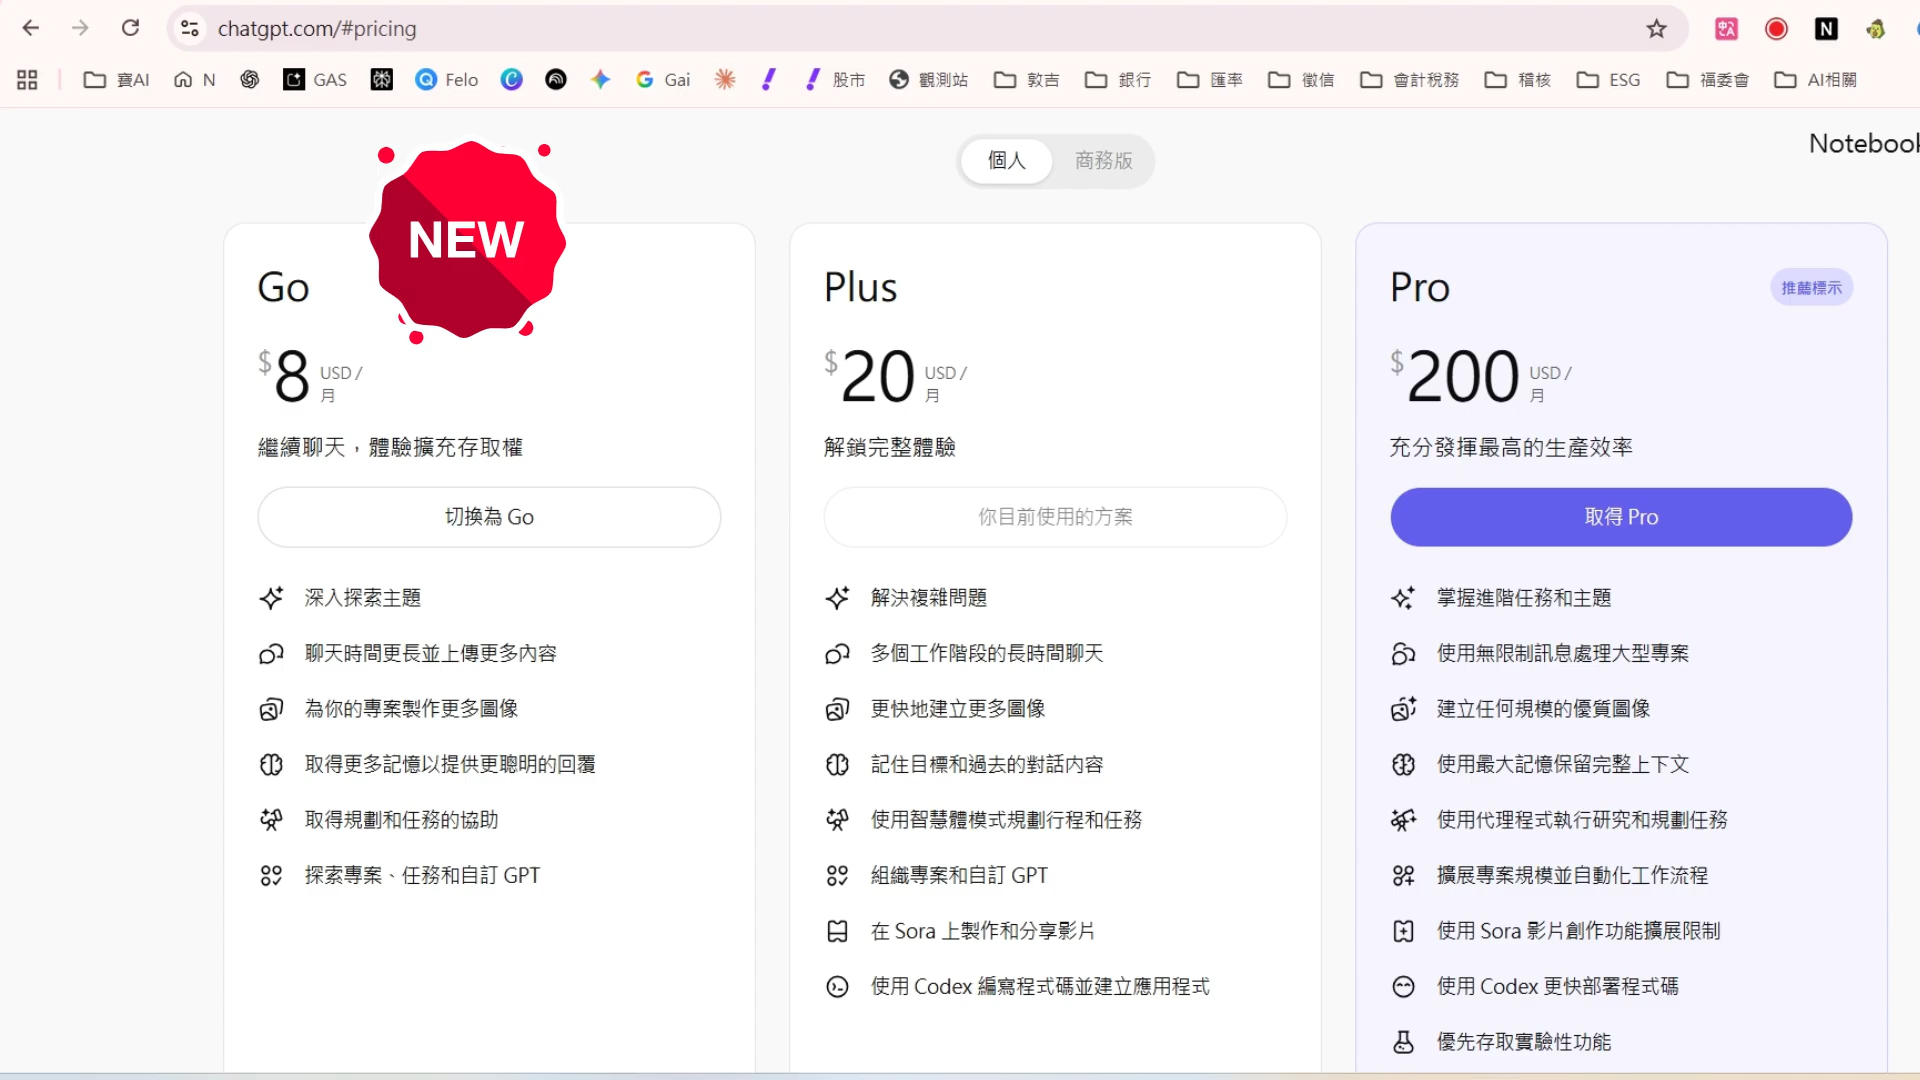 chatgpt.com/#pricing
寶AI
N
GAS
Felo
Gai
股市
觀測站
敦吉
銀行
匯率
徵信
會計稅務
稽核
ESG
福委會
AI相關
個人
商務版
Notebook
NEW
Go
$8 USD / 月
繼續聊天，體驗擴充存取權
切換為 Go
深入探索主題
聊天時間更長並上傳更多內容
為你的專案製作更多圖像
取得更多記憶以提供更聰明的回覆
取得規劃和任務的協助
探索專案、任務和自訂 GPT
Plus
$20 USD / 月
解鎖完整體驗
你目前使用的方案
解決複雜問題
多個工作階段的長時間聊天
更快地建立更多圖像
記住目標和過去的對話內容
使用智慧體模式規劃行程和任務
組織專案和自訂 GPT
在 Sora 上製作和分享影片
使用 Codex 編寫程式碼並建立應用程式
Pro
推薦標示
$200 USD / 月
充分發揮最高的生產效率
取得 Pro
掌握進階任務和主題
使用無限制訊息處理大型專案
建立任何規模的優質圖像
使用最大記憶保留完整上下文
使用代理程式執行研究和規劃任務
擴展專案規模並自動化工作流程
使用 Sora 影片創作功能擴展限制
使用 Codex 更快部署程式碼
優先存取實驗性功能